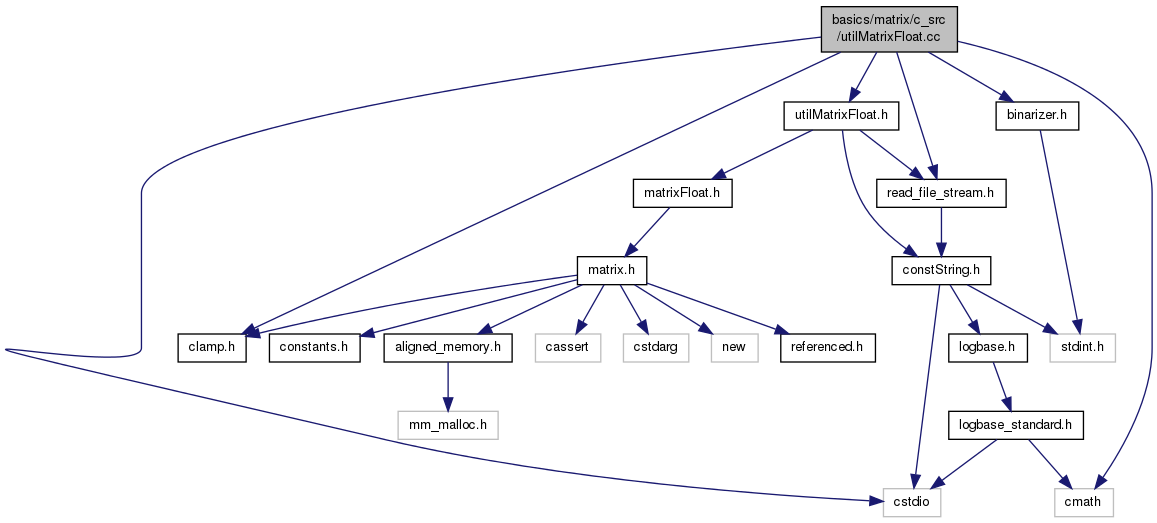 basics/matrix/c_src
/utilMatrixFloat.cc
utilMatrixFloat.h
binarizer.h
matrixFloat.h
read_file_stream.h
matrix.h
constString.h
clamp.h
constants.h
aligned_memory.h
cassert
cstdarg
new
referenced.h
logbase.h
stdint.h
mm_malloc.h
logbase_standard.h
cstdio
cmath